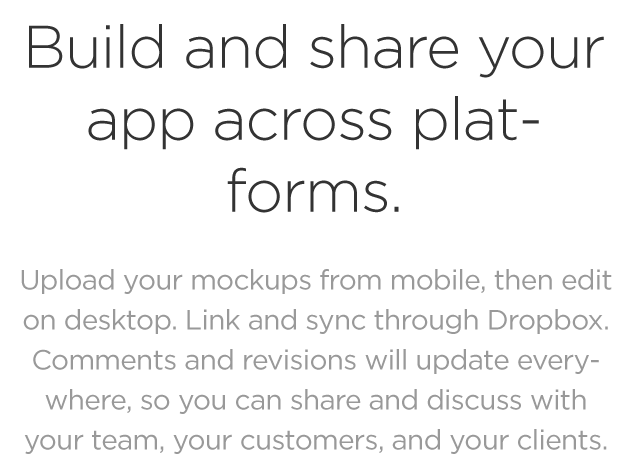 Build and share your
app across plat-
forms.
Upload your mockups from mobile, then edit
on desktop. Link and sync through Dropbox.
Comments and revisions will update every-
where, so you can share and discuss with
your team, your customers, and your clients.